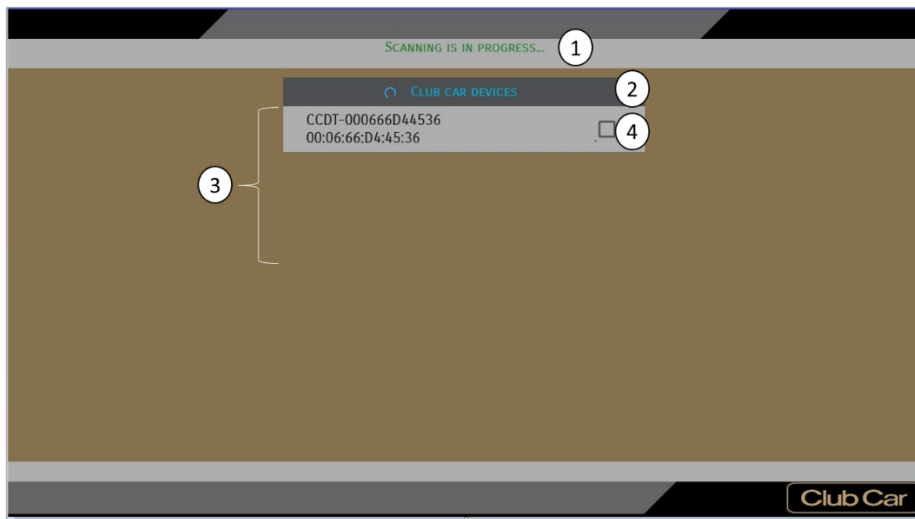 SCANNING IS IN PROGRESS... 1
CLUB CAR DEVICES 2
CCDT-000666D44536
00:06:66:D4:45:36 4
3
Club Car